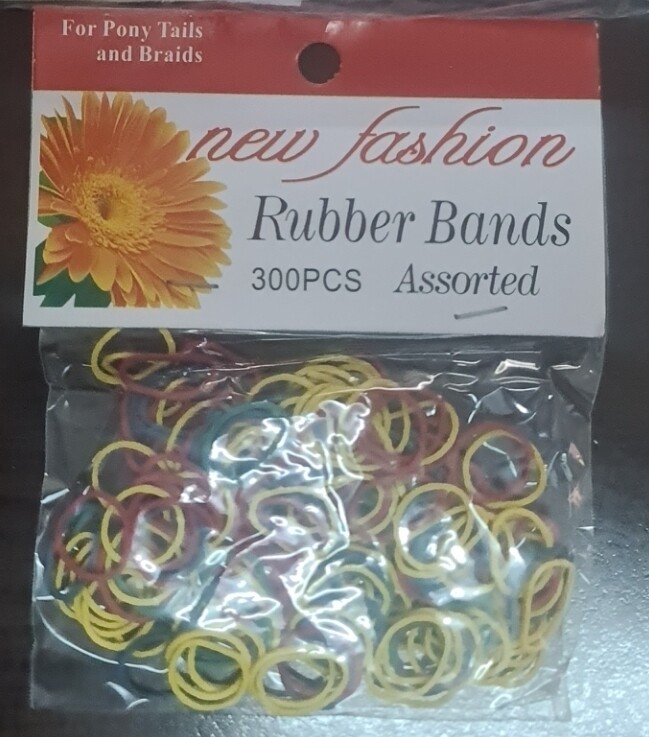 For Pony Tails
and Braids
new fashion
Rubber Bands
300PCS Assorted